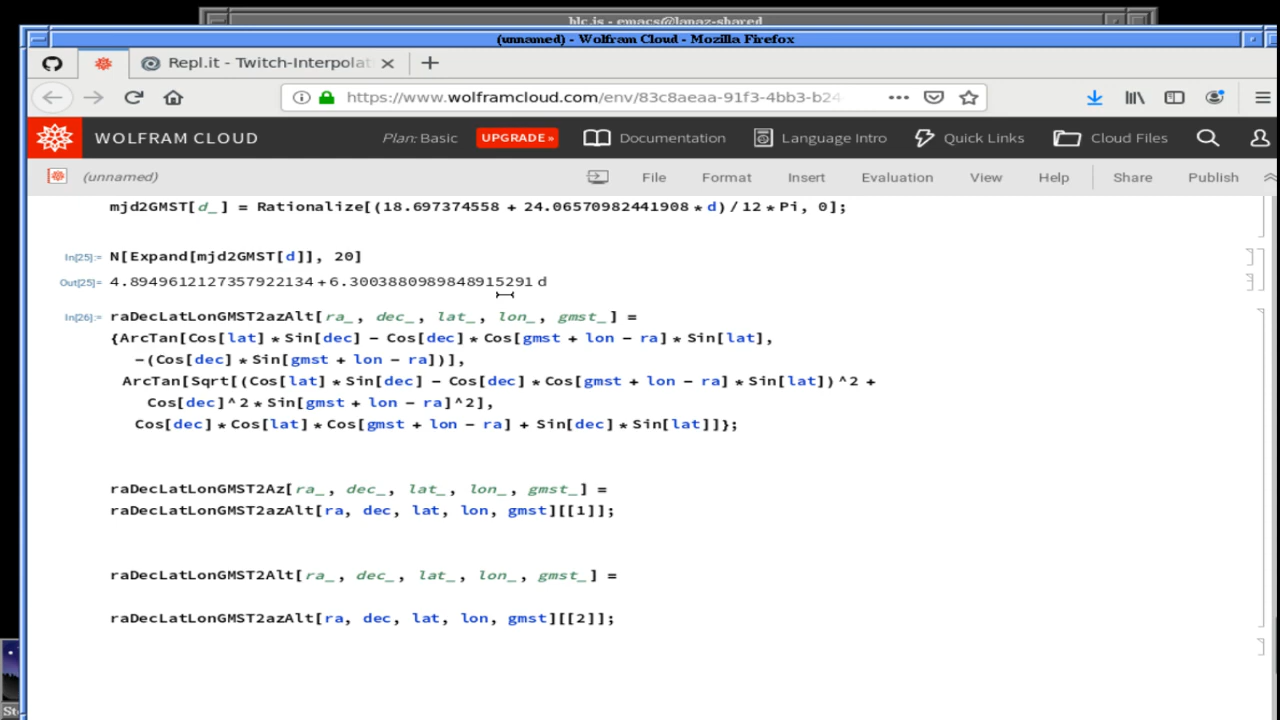 blc.js - emacs@lapaz-shared
(unnamed) - Wolfram Cloud - Mozilla Firefox
Repl.it - Twitch-Interpolat
https://www.wolframcloud.com/env/83c8aeaa-91f3-4bb3-b24
WOLFRAM CLOUD Plan: Basic UPGRADE » Documentation Language Intro Quick Links Cloud Files
(unnamed) File Format Insert Evaluation View Help Share Publish
mjd2GMST[d_] = Rationalize[(18.697374558 + 24.06570982441908 * d) / 12 * Pi, 0];
In[25]:= N[Expand[mjd2GMST[d]], 20]
Out[25]= 4.8949612127357922134 + 6.3003880989848915291 d
In[26]:= raDecLatLonGMST2azAlt[ra_, dec_, lat_, lon_, gmst_] =
{ArcTan[Cos[lat] * Sin[dec] - Cos[dec] * Cos[gmst + lon - ra] * Sin[lat],
-(Cos[dec] * Sin[gmst + lon - ra])],
ArcTan[Sqrt[(Cos[lat] * Sin[dec] - Cos[dec] * Cos[gmst + lon - ra] * Sin[lat])^2 +
Cos[dec]^2 * Sin[gmst + lon - ra]^2],
Cos[dec] * Cos[lat] * Cos[gmst + lon - ra] + Sin[dec] * Sin[lat]]};
raDecLatLonGMST2Az[ra_, dec_, lat_, lon_, gmst_] =
raDecLatLonGMST2azAlt[ra, dec, lat, lon, gmst][[1]];
raDecLatLonGMST2Alt[ra_, dec_, lat_, lon_, gmst_] =
raDecLatLonGMST2azAlt[ra, dec, lat, lon, gmst][[2]];
St